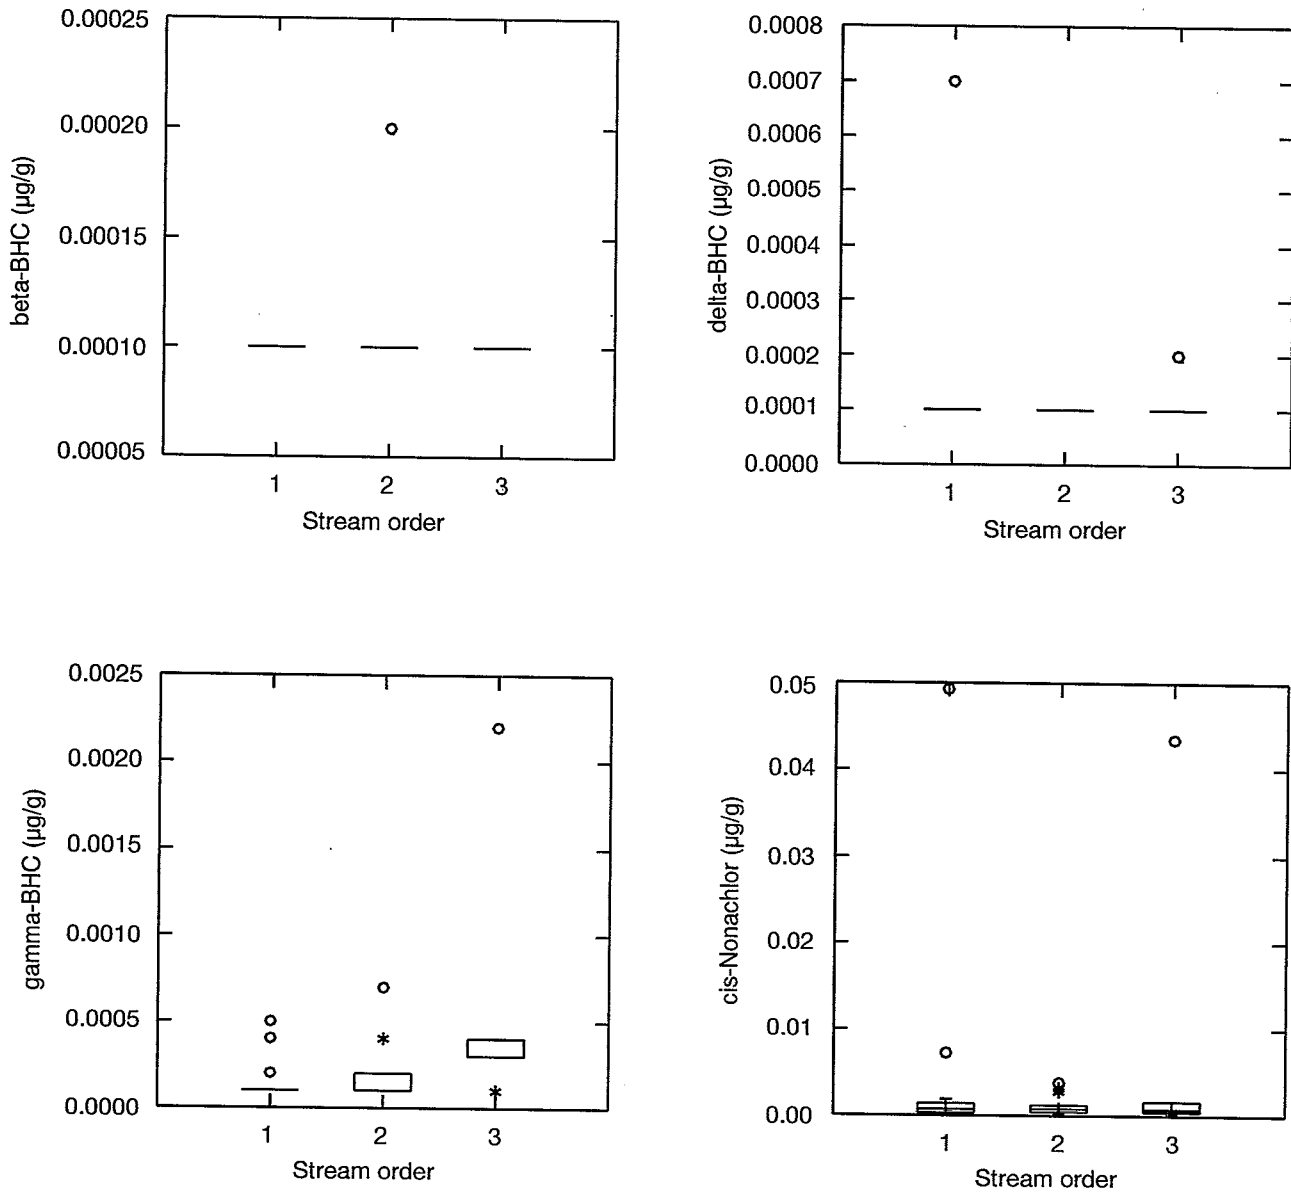 beta-BHC (µg/g)
0.00025
0.00020
0.00015
0.00010
0.00005
1 2 3
Stream order
delta-BHC (µg/g)
0.0008
0.0007
0.0006
0.0005
0.0004
0.0003
0.0002
0.0001
0.0000
1 2 3
Stream order
gamma-BHC (µg/g)
0.0025
0.0020
0.0015
0.0010
0.0005
0.0000
1 2 3
Stream order
cis-Nonachlor (µg/g)
0.05
0.04
0.03
0.02
0.01
0.00
1 2 3
Stream order